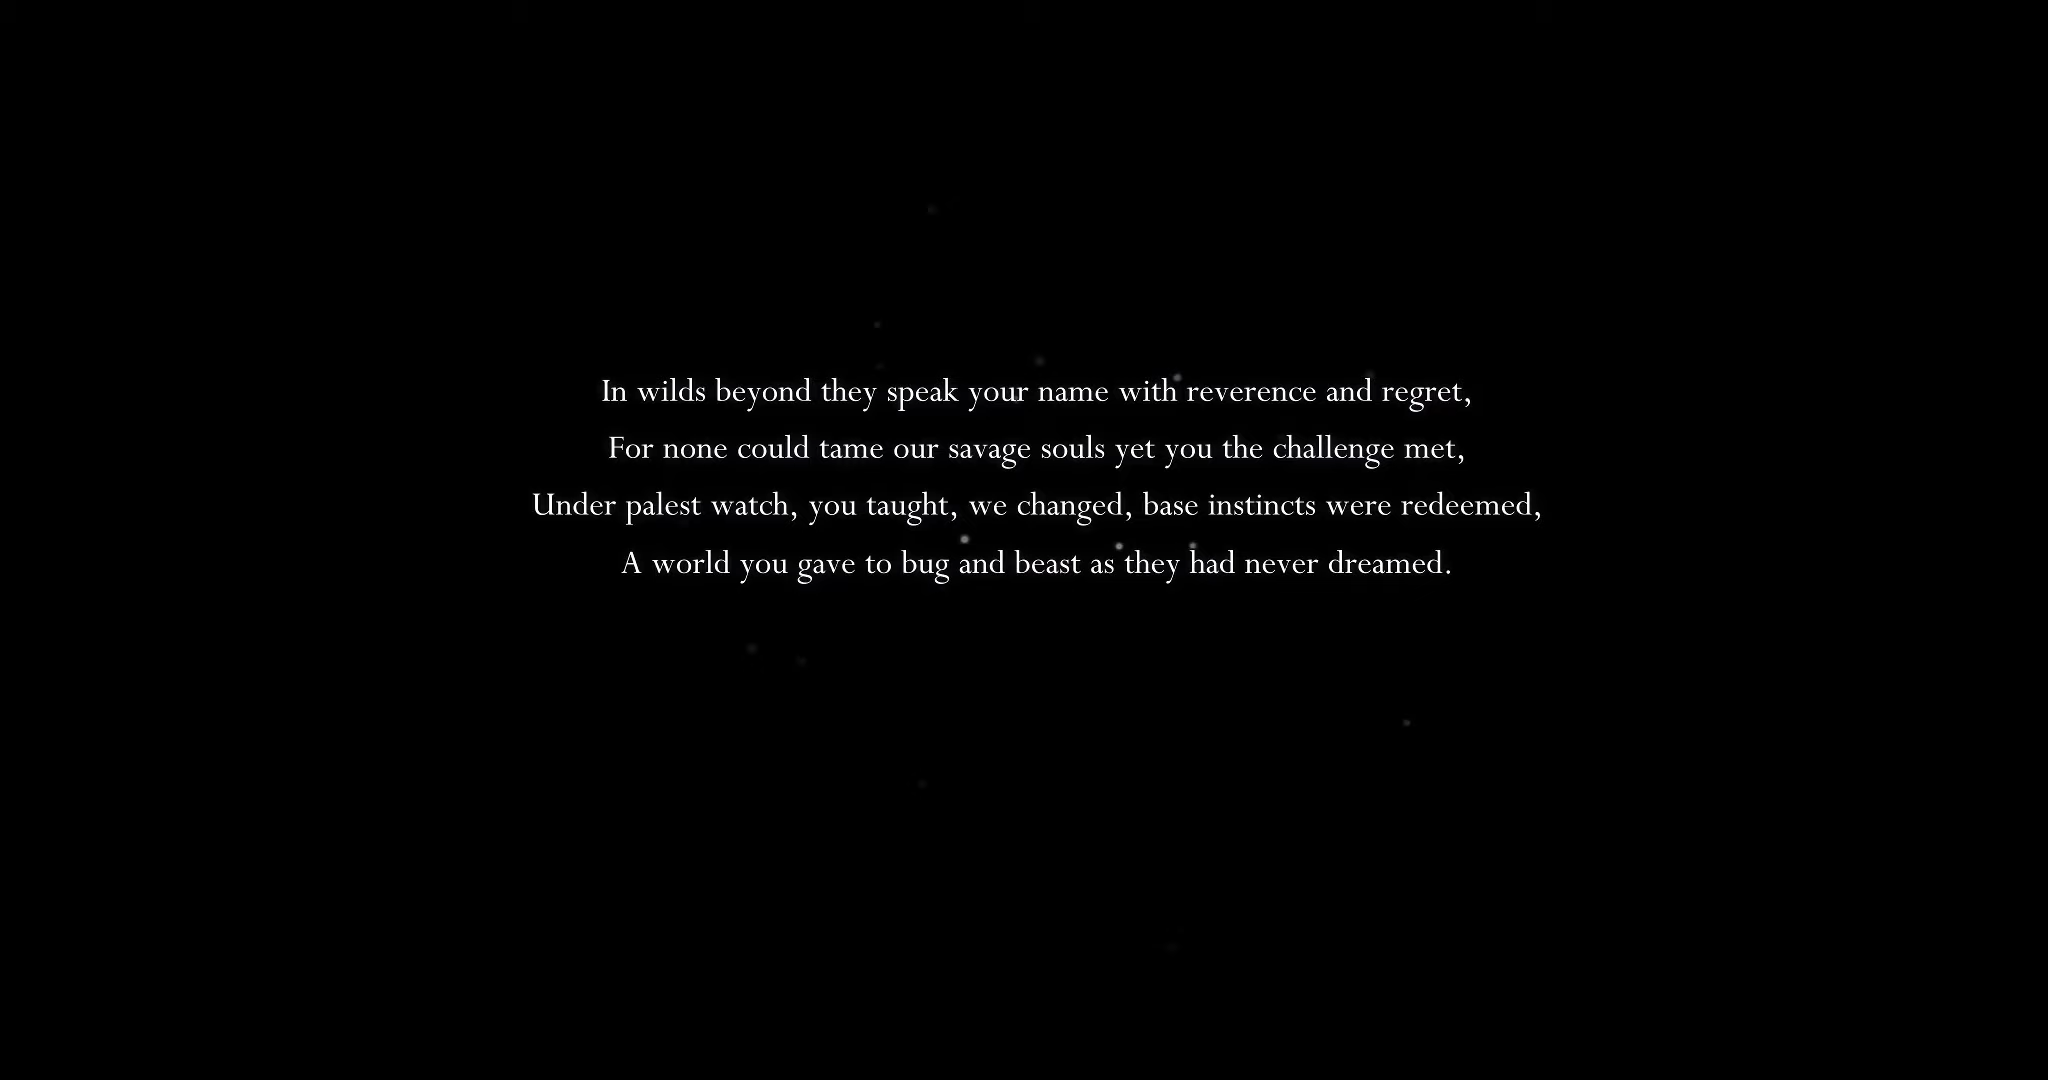 In wilds beyond they speak your name with reverence and regret,
For none could tame our savage souls yet you the challenge met,
Under palest watch, you taught, we changed, base instincts were redeemed,
A world you gave to bug and beast as they had never dreamed.